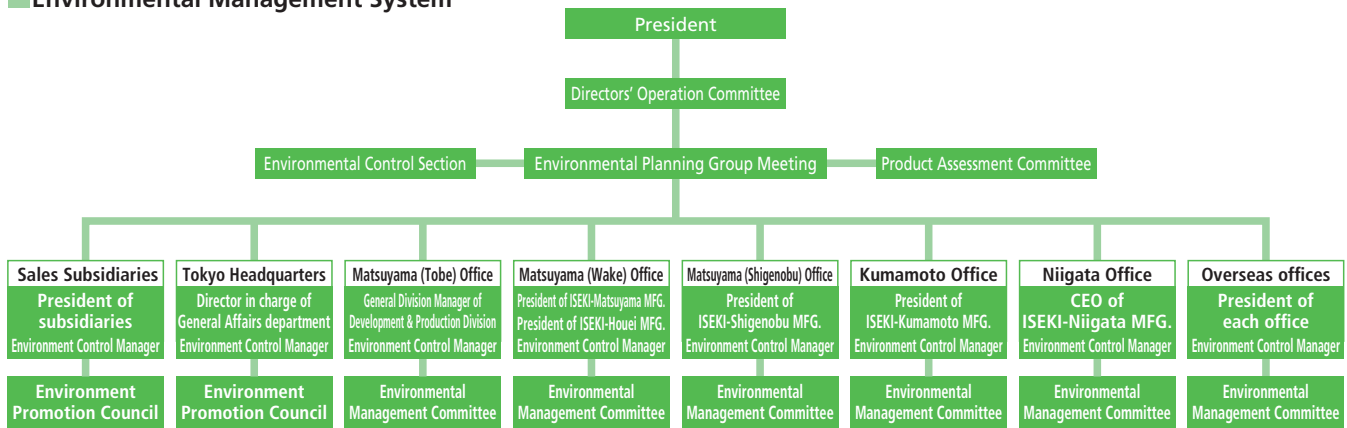 Environmental Management System
President
Directors’ Operation Committee
Environmental Control Section
Environmental Planning Group Meeting
Product Assessment Committee
Sales Subsidiaries
President of
subsidiaries
Environment Control Manager
Environment
Promotion Council
Tokyo Headquarters
Director in charge of
General Affairs department
Environment Control Manager
Environment
Promotion Council
Matsuyama (Tobe) Office
General Division Manager of
Development & Production Division
Environment Control Manager
Environmental
Management Committee
Matsuyama (Wake) Office
President of ISEKI-Matsuyama MFG.
President of ISEKI-Houei MFG.
Environment Control Manager
Environmental
Management Committee
Matsuyama (Shigenobu) Office
President of
ISEKI-Shigenobu MFG.
Environment Control Manager
Environmental
Management Committee
Kumamoto Office
President of
ISEKI-Kumamoto MFG.
Environment Control Manager
Environmental
Management Committee
Niigata Office
CEO of
ISEKI-Niigata MFG.
Environment Control Manager
Environmental
Management Committee
Overseas offices
President of
each office
Environment Control Manager
Environmental
Management Committee